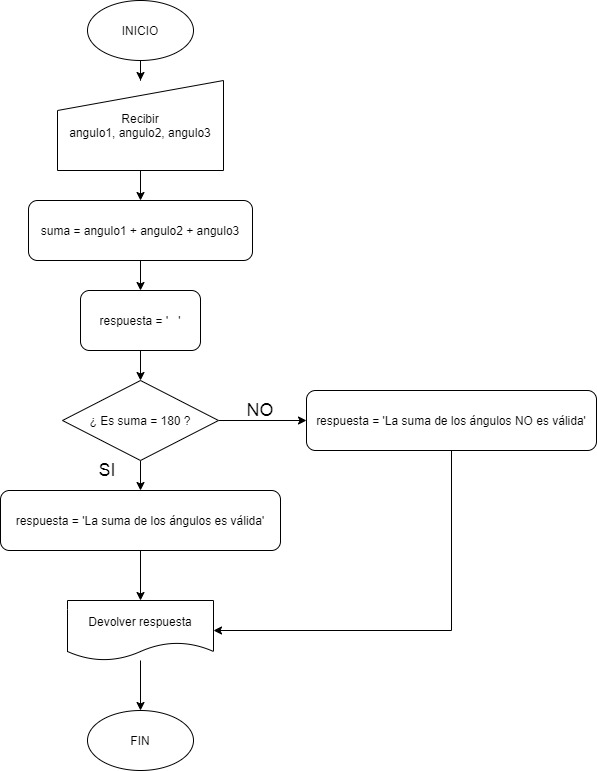 INICIO
Recibir
angulo1, angulo2, angulo3
suma = angulo1 + angulo2 + angulo3
respuesta = '   '
¿ Es suma = 180 ?
NO
respuesta = 'La suma de los ángulos NO es válida'
SI
respuesta = 'La suma de los ángulos es válida'
Devolver respuesta
FIN